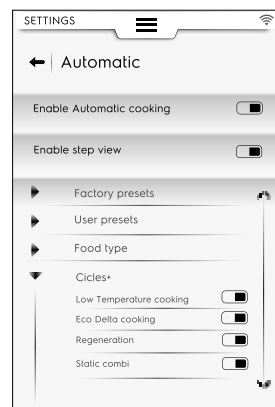 SETTINGS
Automatic
Enable Automatic cooking
Enable step view
Factory presets
User presets
Food type
Cicles+
Low Temperature cooking
Eco Delta cooking
Regeneration
Static combi